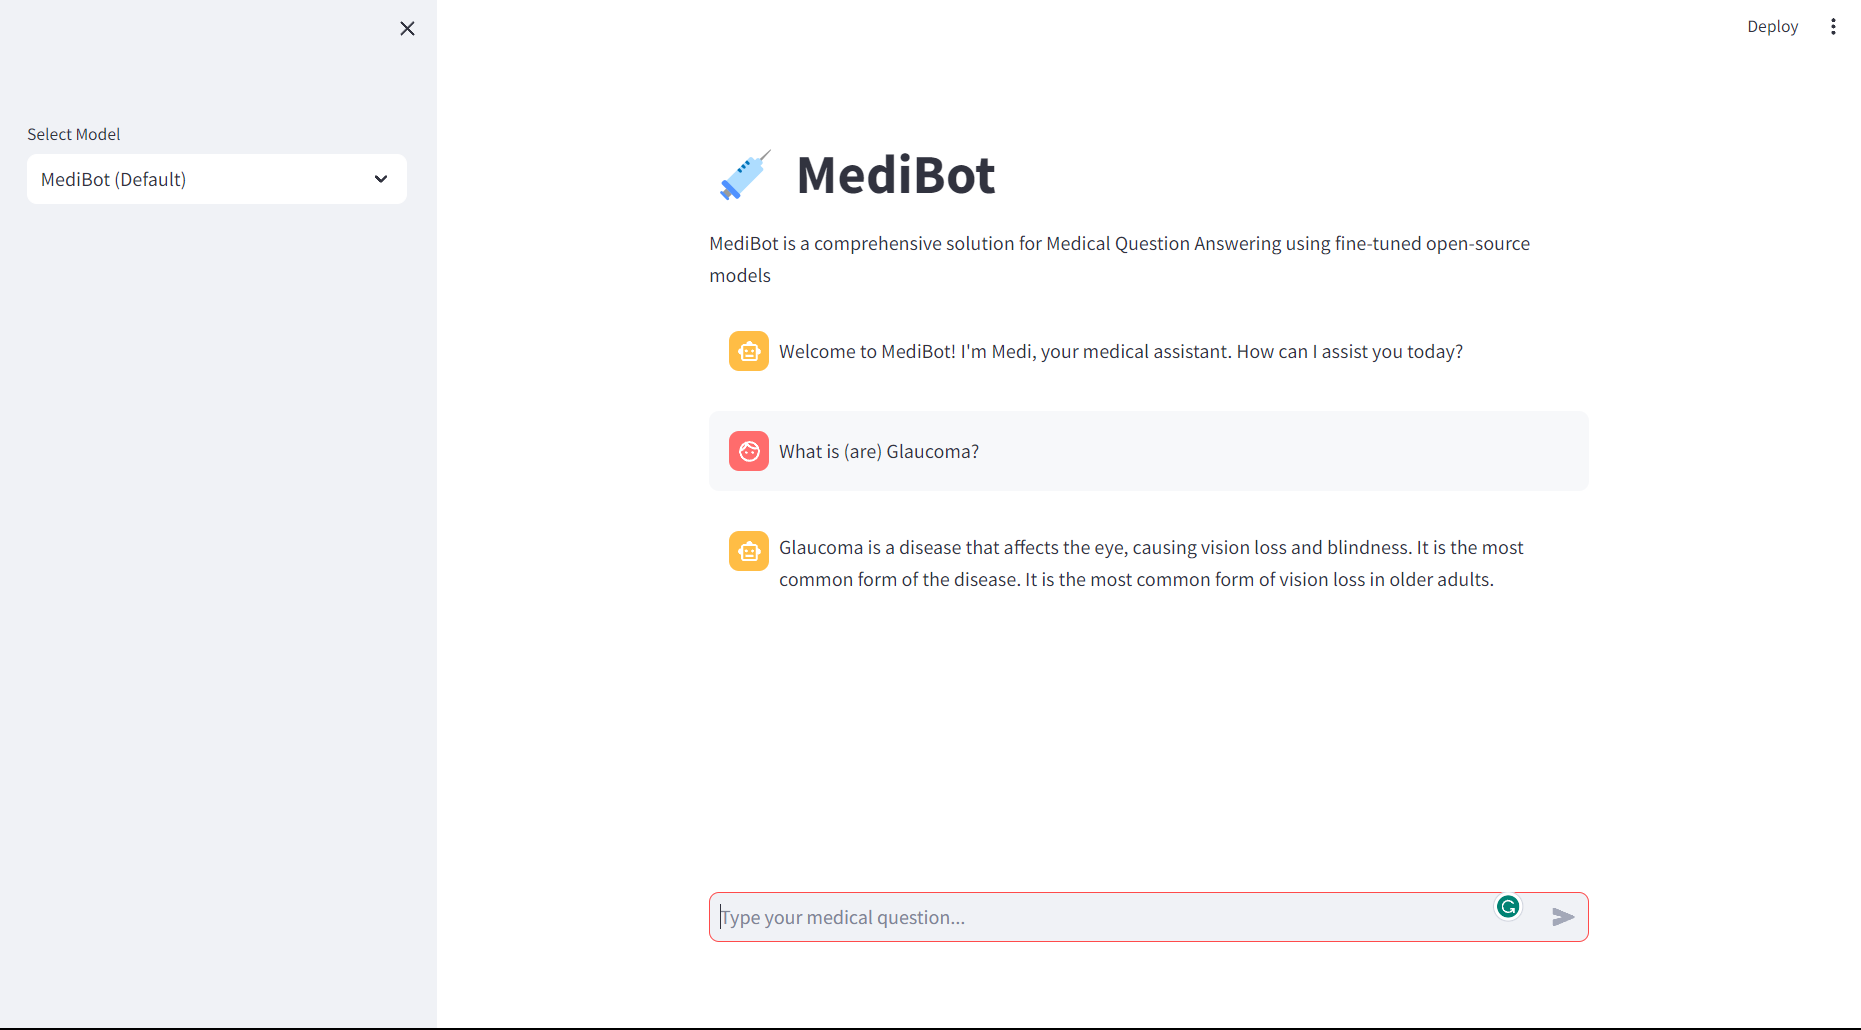 Deploy
Select Model
MediBot (Default)
MediBot
MediBot is a comprehensive solution for Medical Question Answering using fine-tuned open-source
models
Welcome to MediBot! I'm Medi, your medical assistant. How can I assist you today?
What is (are) Glaucoma?
Glaucoma is a disease that affects the eye, causing vision loss and blindness. It is the most
common form of the disease. It is the most common form of vision loss in older adults.
Type your medical question...